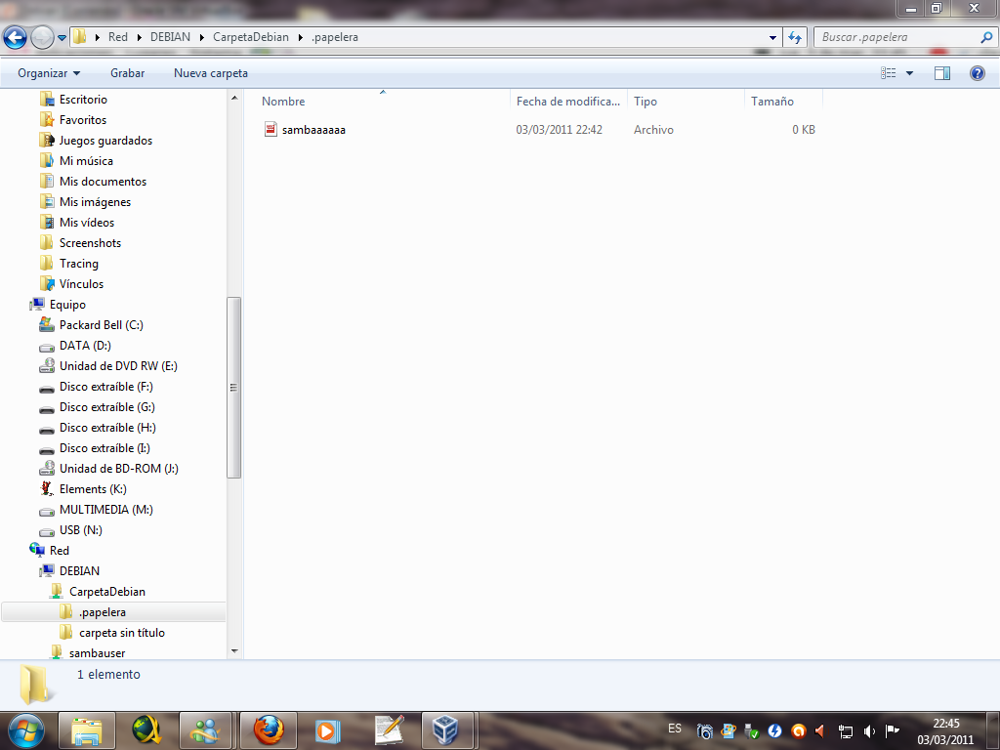 Red ▸ DEBIAN ▸ CarpetaDebian ▸ .papelera
Buscar .papelera
Organizar Grabar Nueva carpeta
Escritorio
Favoritos
Juegos guardados
Mi música
Mis documentos
Mis imágenes
Mis vídeos
Screenshots
Tracing
Vínculos
Equipo
Packard Bell (C:)
DATA (D:)
Unidad de DVD RW (E:)
Disco extraíble (F:)
Disco extraíble (G:)
Disco extraíble (H:)
Disco extraíble (I:)
Unidad de BD-ROM (J:)
Elements (K:)
MULTIMEDIA (M:)
USB (N:)
Red
DEBIAN
CarpetaDebian
.papelera
carpeta sin título
sambauser
Nombre Fecha de modifica... Tipo Tamaño
sambaaaaaa 03/03/2011 22:42 Archivo 0 KB
1 elemento
ES
22:45
03/03/2011